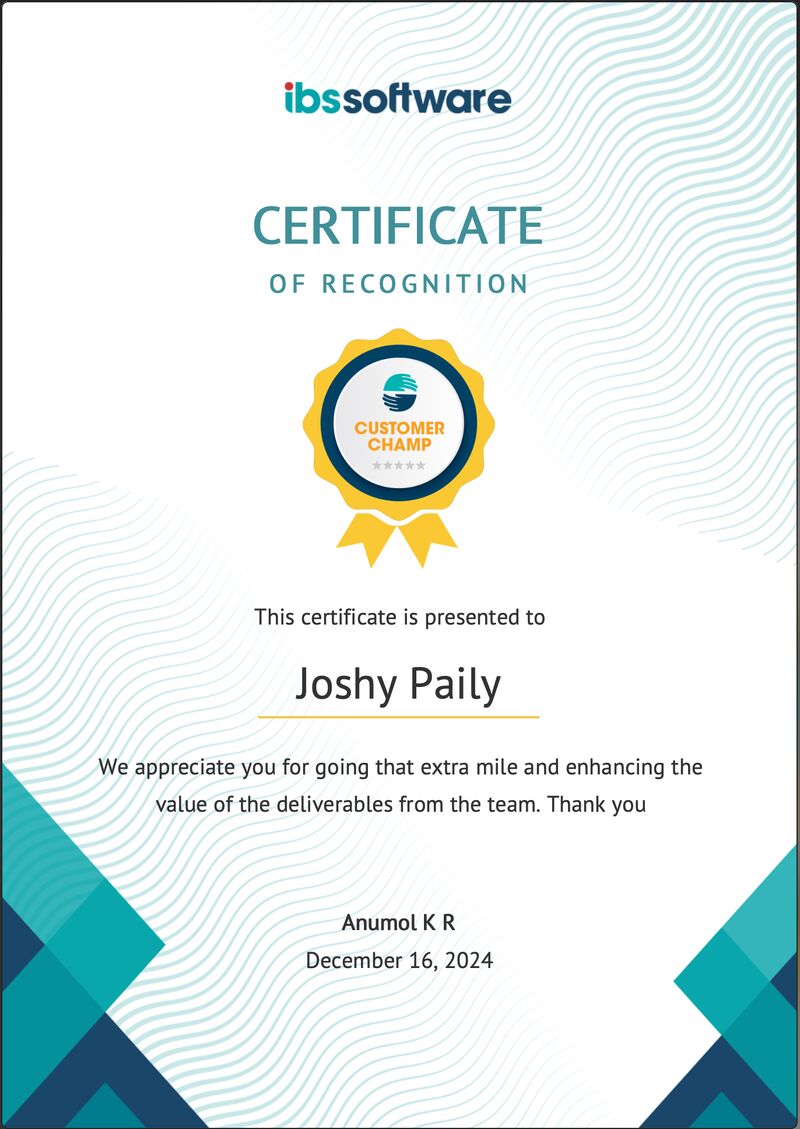 ibssoftware
CERTIFICATE
OF RECOGNITION
CUSTOMER
CHAMP
This certificate is presented to
Joshy Paily
We appreciate you for going that extra mile and enhancing the
value of the deliverables from the team. Thank you
Anumol K R
December 16, 2024